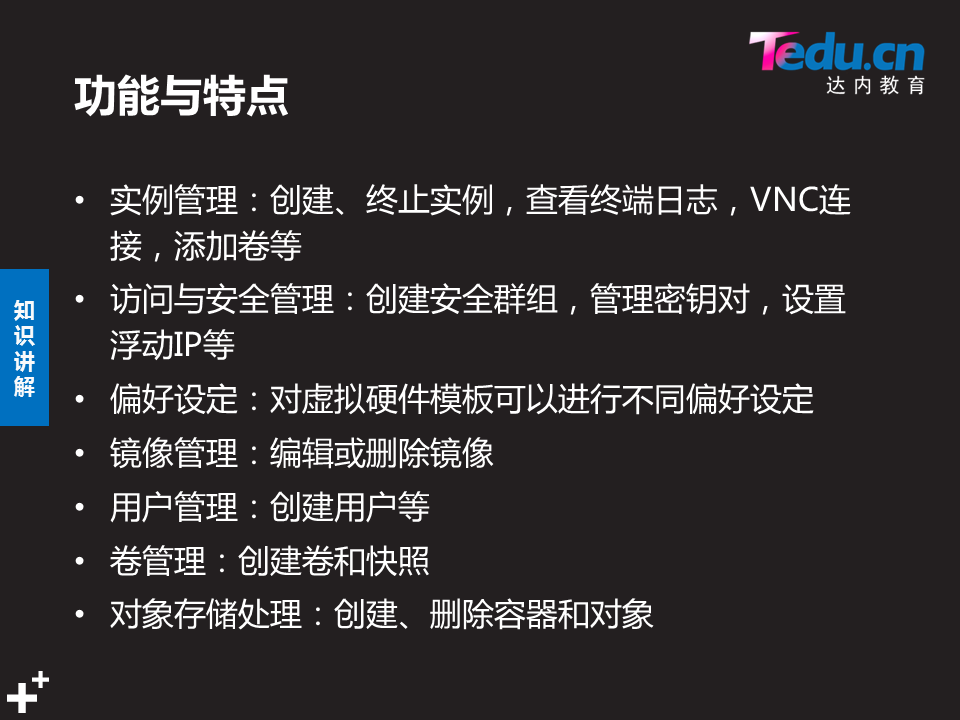 Tedu.cn
达内教育
功能与特点
• 实例管理：创建、终止实例，查看终端日志，VNC连
接，添加卷等
• 访问与安全管理：创建安全群组，管理密钥对，设置
浮动IP等
• 偏好设定：对虚拟硬件模板可以进行不同偏好设定
• 镜像管理：编辑或删除镜像
• 用户管理：创建用户等
• 卷管理：创建卷和快照
• 对象存储处理：创建、删除容器和对象
知
识
讲
解